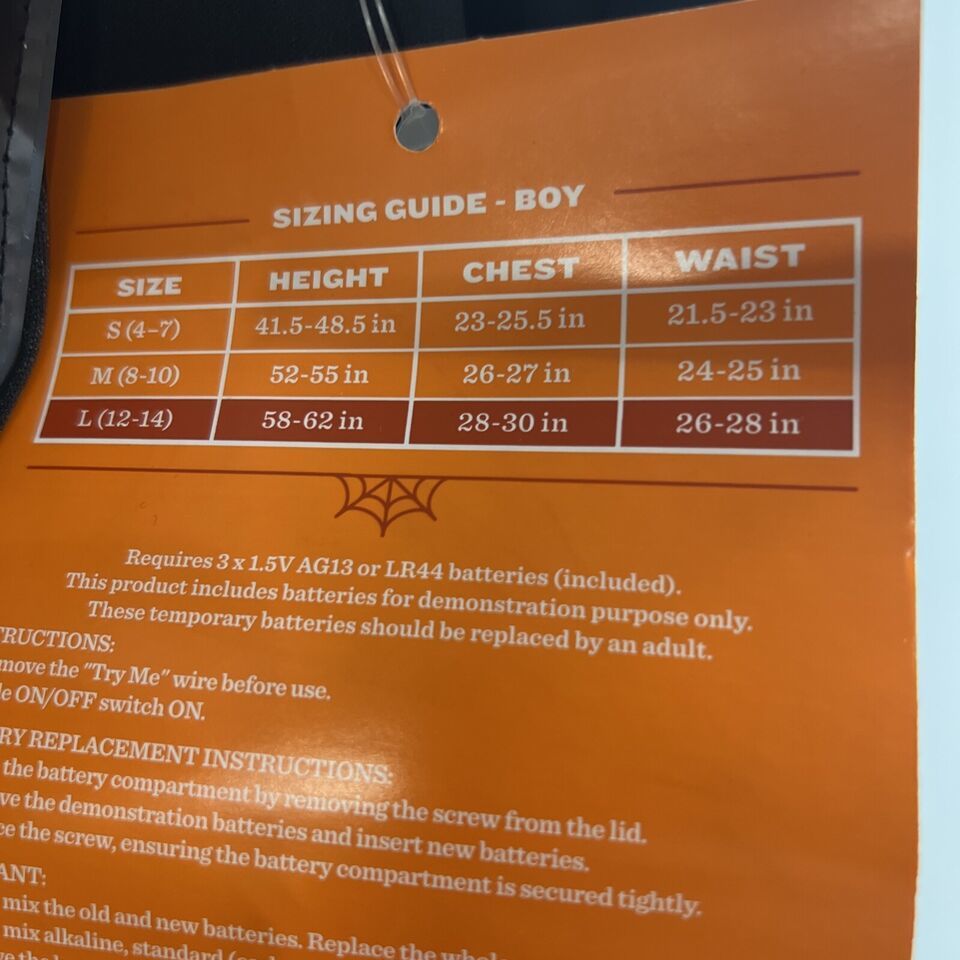 SIZING GUIDE - BOY
SIZE HEIGHT CHEST WAIST
S (4-7) 41.5-48.5 in 23-25.5 in 21.5-23 in
M (8-10) 52-55 in 26-27 in 24-25 in
L (12-14) 58-62 in 28-30 in 26-28 in
Requires 3 x 1.5V AG13 or LR44 batteries (included).
This product includes batteries for demonstration purpose only.
These temporary batteries should be replaced by an adult.
TRUCTIONS:
move the "Try Me" wire before use.
le ON/OFF switch ON.
RY REPLACEMENT INSTRUCTIONS:
the battery compartment by removing the screw from the lid.
ve the demonstration batteries and insert new batteries.
ce the screw, ensuring the battery compartment is secured tightly.
ANT:
mix the old and new batteries. Replace the
mix alkaline, standard